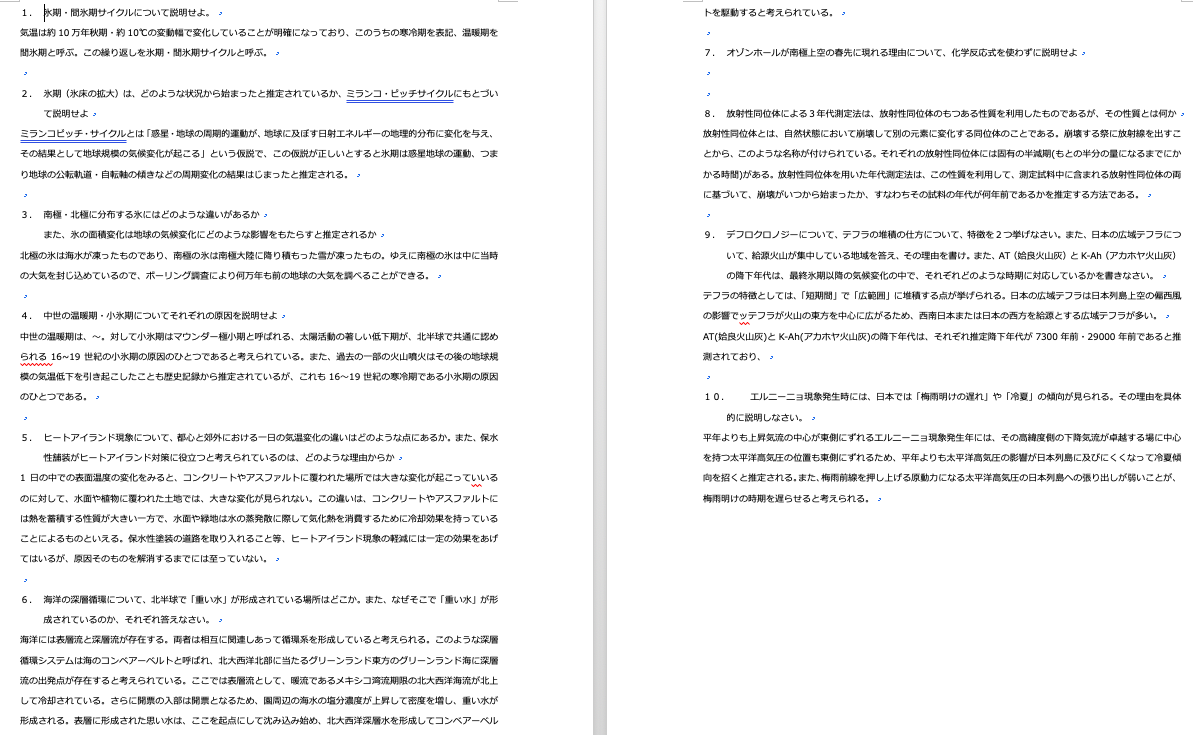 １． 氷期・間氷期サイクルについて説明せよ。
気温は約 10 万年秋期・約 10℃の変動幅で変化していることが明確になっており、このうちの寒冷期を表記、温暖期を
間氷期と呼ぶ。この繰り返しを氷期・間氷期サイクルと呼ぶ。
２． 氷期（氷床の拡大）は、どのような状況から始まったと推定されているか、ミランコ・ビッチサイクルにもとづい
て説明せよ
ミランコビッチ・サイクルとは「惑星・地球の周期的運動が、地球に及ぼす日射エネルギーの地理的分布に変化を与え、
その結果として地球規模の気候変化が起こる」という仮説で、この仮説が正しいとすると氷期は惑星地球の運動、つま
り地球の公転軌道・自転軸の傾きなどの周期変化の結果はじまったと推定される。
３． 南極・北極に分布する氷にはどのような違いがあるか
また、氷の面積変化は地球の気候変化にどのような影響をもたらすと推定されるか
北極の氷は海水が凍ったものであり、南極の氷は南極大陸に降り積もった雪が凍ったもの。ゆえに南極の氷は中に当時
の大気を封じ込めているので、ボーリング調査により何万年も前の地球の大気を調べることができる。
４． 中世の温暖期・小氷期についてそれぞれの原因を説明せよ
中世の温暖期は、～。対して小氷期はマウンダー極小期と呼ばれる、太陽活動の著しい低下期が、北半球で共通に認め
られる 16~19 世紀の小氷期の原因のひとつであると考えられている。また、過去の一部の火山噴火はその後の地球規
模の気温低下を引き起こしたことも歴史記録から推定されているが、これも 16～19 世紀の寒冷期である小氷期の原因
のひとつである。
５． ヒートアイランド現象について、都心と郊外における一日の気温変化の違いはどのような点にあるか。また、保水
性舗装がヒートアイランド対策に役立つと考えられているのは、どのような理由からか
1 日の中での表面温度の変化をみると、コンクリートやアスファルトに覆われた場所では大きな変化が起こっていいる
のに対して、水面や植物に覆われた土地では、大きな変化が見られない。この違いは、コンクリートやアスファルトに
は熱を蓄積する性質が大きい一方で、水面や緑地は水の蒸発散に際して気化熱を消費するために冷却効果を持っている
ことによるものといえる。保水性塗装の道路を取り入れること等、ヒートアイランド現象の軽減には一定の効果をあげ
てはいるが、原因そのものを解消するまでには至っていない。
６． 海洋の深層循環について、北半球で「重い水」が形成されている場所はどこか。また、なぜそこで「重い水」が形
成されているのか、それぞれ答えなさい。
海洋には表層流と深層流が存在する。両者は相互に関連しあって循環系を形成していると考えられる。このような深層
循環システムは海のコンベアーベルトと呼ばれ、北大西洋北部に当たるグリーンランド東方のグリーンランド海に深層
流の出発点が存在すると考えられている。ここでは表層流として、暖流であるメキシコ湾流期限の北大西洋海流が北上
して冷却されている。さらに開票の入部は開票となるため、園周辺の海水の塩分濃度が上昇して密度を増し、重い水が
形成される。表層に形成された思い水は、ここを起点にして沈み込み始め、北大西洋深層水を形成してコンベアーベル
トを駆動すると考えられている。
７． オゾンホールが南極上空の春先に現れる理由について、化学反応式を使わずに説明せよ
８． 放射性同位体による３年代測定法は、放射性同位体のもつある性質を利用したものであるが、その性質とは何か
放射性同位体とは、自然状態において崩壊して別の元素に変化する同位体のことである。崩壊する祭に放射線を出すこ
とから、このような名称が付けられている。それぞれの放射性同位体には固有の半減期(もとの半分の量になるまでにか
かる時間)がある。放射性同位体を用いた年代測定法は、この性質を利用して、測定試料中に含まれる放射性同位体の両
に基づいて、崩壊がいつから始まったか、すなわちその試料の年代が何年前であるかを推定する方法である。
９． デフロクロノジーについて、テフラの堆積の仕方について、特徴を２つ挙げなさい。また、日本の広域テフラにつ
いて、給源火山が集中している地域を答え、その理由を書け。また、AT（姶良火山灰）と K-Ah（アカホヤ火山灰）
の降下年代は、最終氷期以降の気候変化の中で、それぞれどのような時期に対応しているかを書きなさい。
テフラの特徴としては、「短期間」で「広範囲」に堆積する点が挙げられる。日本の広域テフラは日本列島上空の偏西風
の影響でッテフラが火山の東方を中心に広がるため、西南日本または日本の西方を給源とする広域テフラが多い。
AT(姶良火山灰)と K-Ah(アカホヤ火山灰)の降下年代は、それぞれ推定降下年代が 7300 年前・29000 年前であると推
測されており、
１０． エルニーニョ現象発生時には、日本では「梅雨明けの遅れ」や「冷夏」の傾向が見られる。その理由を具体
的に説明しなさい。
平年よりも上昇気流の中心が東側にずれるエルニーニョ現象発生年には、その高緯度側の下降気流が卓越する場に中心
を持つ太平洋高気圧の位置も東側にずれるため、平年よりも太平洋高気圧の影響が日本列島に及びにくくなって冷夏傾
向を招くと推定される。また、梅雨前線を押し上げる原動力になる太平洋高気圧の日本列島への張り出しが弱いことが、
梅雨明けの時期を遅らせると考えられる。